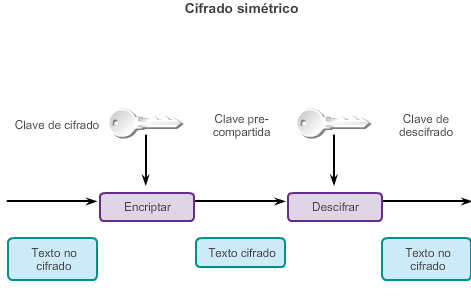 Cifrado simétrico
Clave de cifrado
Clave pre-
compartida
Clave de
descifrado
Encriptar
Descifrar
Texto no
cifrado
Texto cifrado
Texto no
cifrado